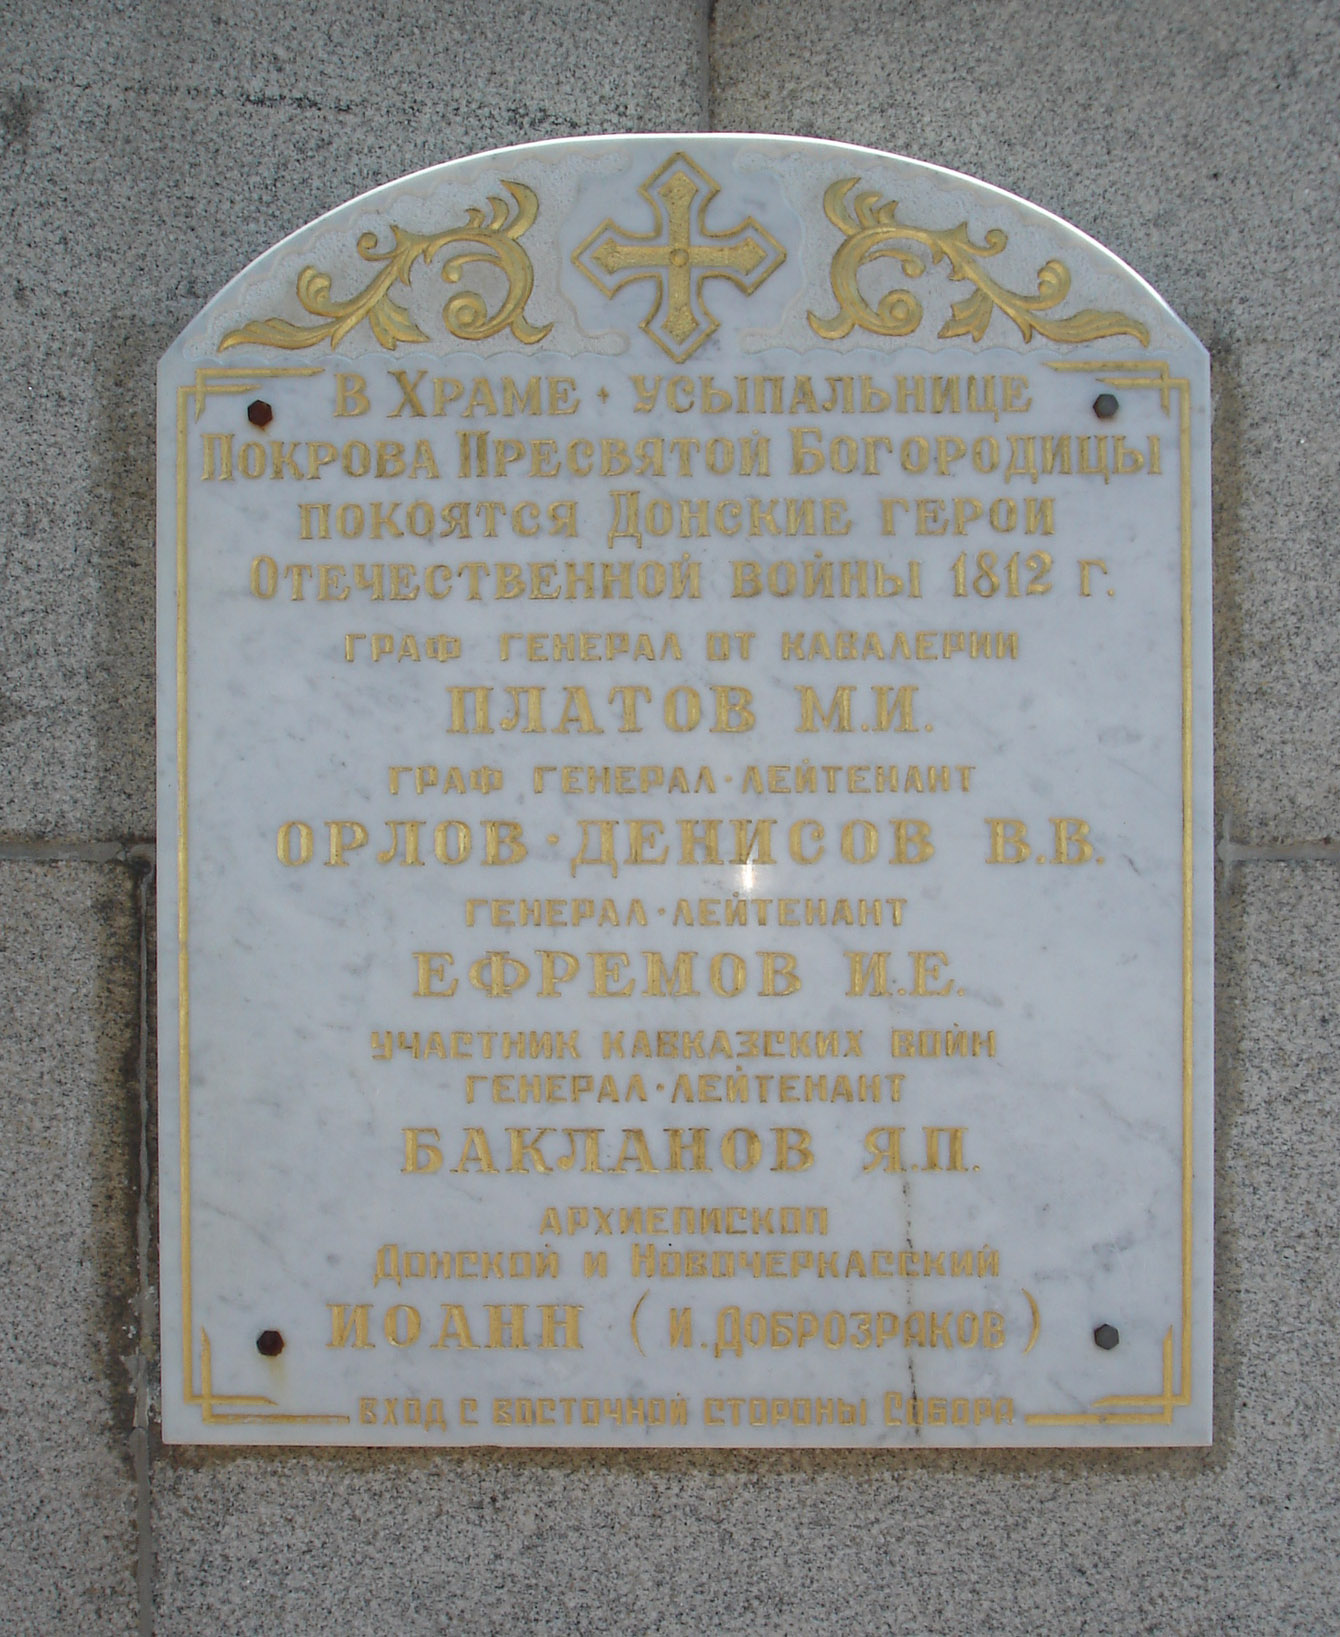 В Храме - усыпальнице
Покрова Пресвятой Богородицы
покоятся Донские герои
Отечественной войны 1812 г.
граф генерал от кавалерии
ПЛАТОВ М.И.
граф генерал-лейтенант
ОРЛОВ-ДЕНИСОВ В.В.
генерал-лейтенант
ЕФРЕМОВ И.Е.
участник кавказских войн
генерал-лейтенант
БАКЛАНОВ Я.П.
архиепископ
Донской и Новочеркасский
ИОАНН (И.Доброзраков)
вход с восточной стороны Собора